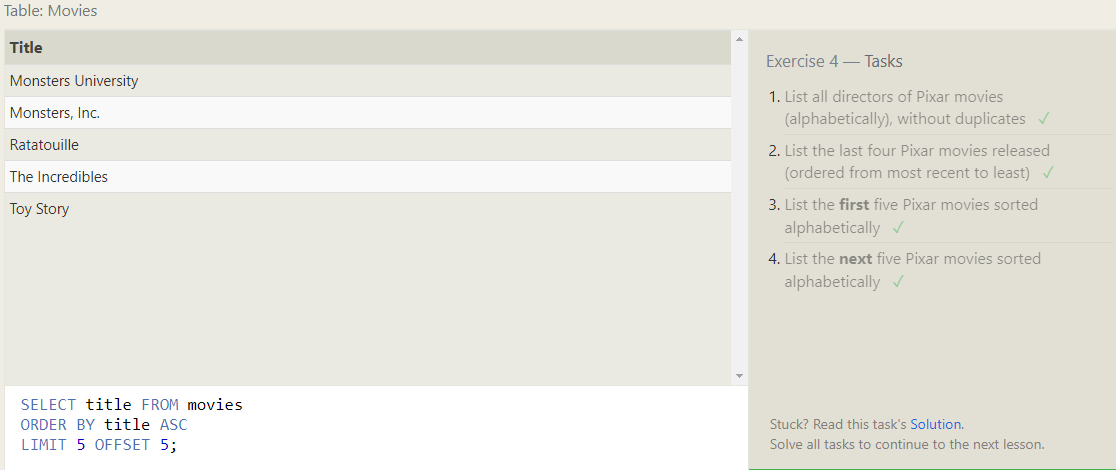 Table: Movies
Title
Monsters University
Monsters, Inc.
Ratatouille
The Incredibles
Toy Story
SELECT title FROM movies
ORDER BY title ASC
LIMIT 5 OFFSET 5;
Exercise 4 — Tasks
1. List all directors of Pixar movies
(alphabetically), without duplicates ✓
2. List the last four Pixar movies released
(ordered from most recent to least) ✓
3. List the first five Pixar movies sorted
alphabetically ✓
4. List the next five Pixar movies sorted
alphabetically ✓
Stuck? Read this task's Solution.
Solve all tasks to continue to the next lesson.